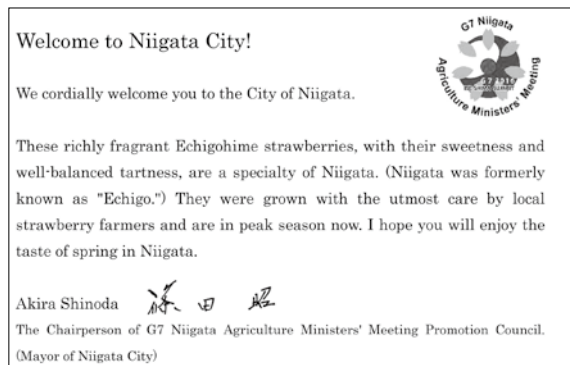 Welcome to Niigata City!
G7 Niigata
Agriculture Ministers' Meeting
We cordially welcome you to the City of Niigata.
These richly fragrant Echigohime strawberries, with their sweetness and
well-balanced tartness, are a specialty of Niigata. (Niigata was formerly
known as "Echigo.") They were grown with the utmost care by local
strawberry farmers and are in peak season now. I hope you will enjoy the
taste of spring in Niigata.
Akira Shinoda 篠田 昭
The Chairperson of G7 Niigata Agriculture Ministers' Meeting Promotion Council.
(Mayor of Niigata City)